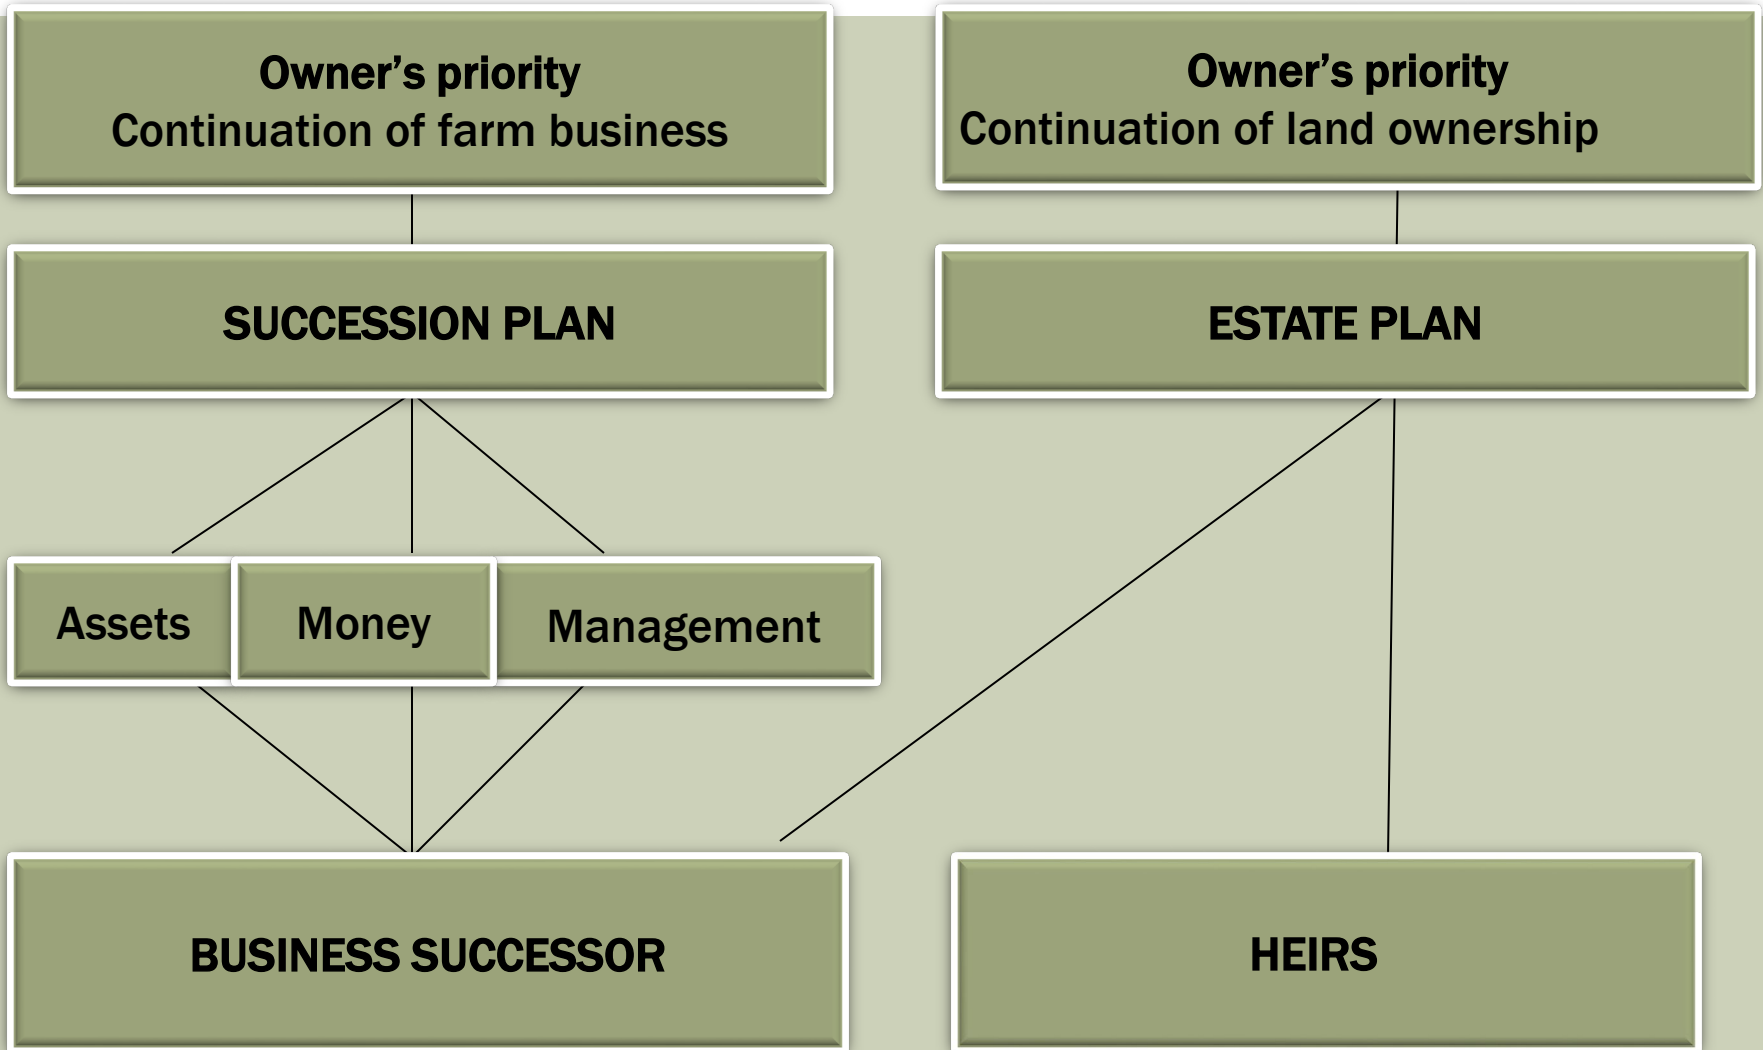 Owner’s priority
Continuation of farm business
Owner’s priority
Continuation of land ownership
SUCCESSION PLAN
ESTATE PLAN
Assets
Money
Management
BUSINESS SUCCESSOR
HEIRS